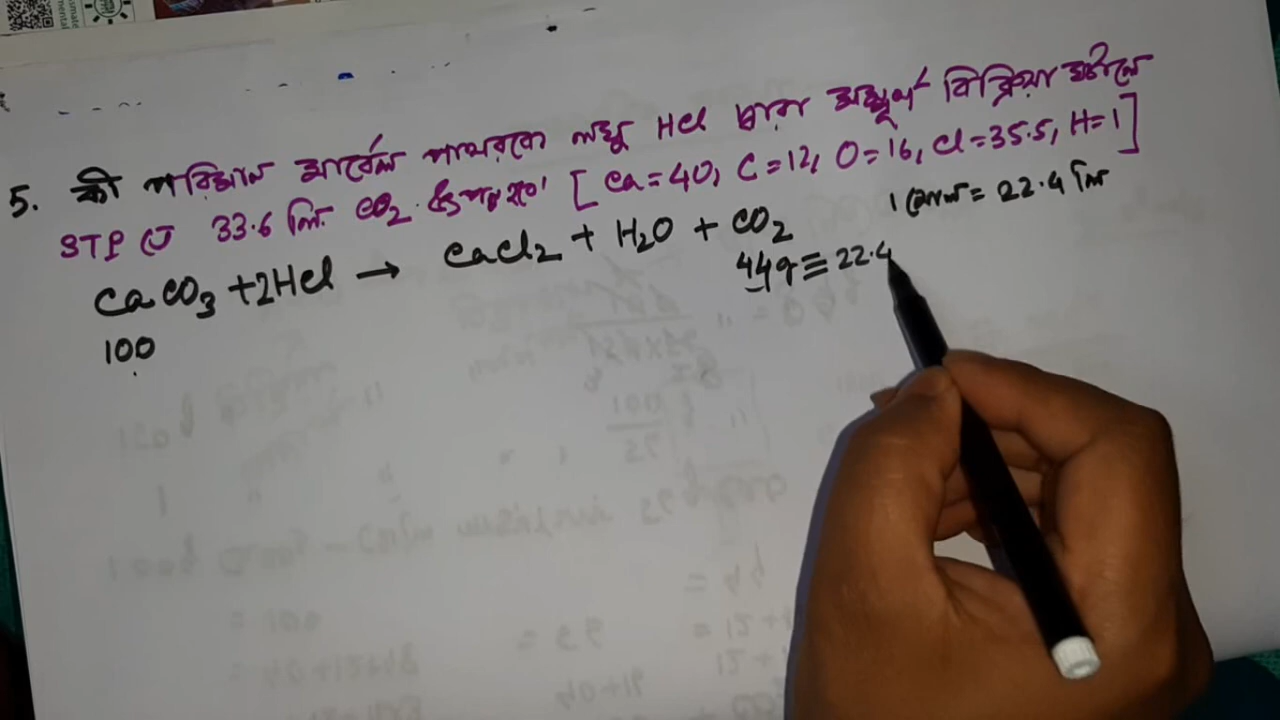 5. কী পরিমান মার্বেল পাথরকে লঘু HCl দ্বারা সম্পূর্ণ বিক্রিয়া ঘটালে
STP তে 33.6 লি. CO2 উৎপন্ন হবে [Ca=40, C=12, O=16, Cl=35.5, H=1]
1 মোল = 22.4 লি
CaCO3 + 2HCl → CaCl2 + H2O + CO2
100 44g ≡ 22.4